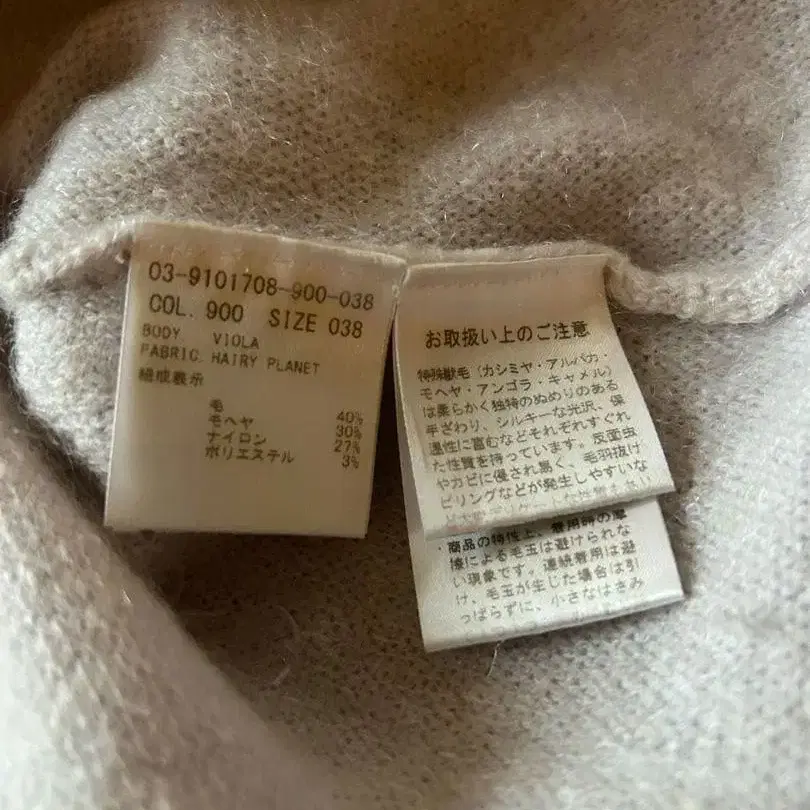 03-9101708-900-038
COL. 900 SIZE 038
BODY. VIOLA
FABRIC. HAIRY PLANET
組成表示
毛 40%
モヘヤ 30%
ナイロン 27%
ポリエステル 3%
お取扱い上のご注意
特殊獣毛(カシミヤ・アルパカ・
モヘヤ・アンゴラ・キャメル)
は柔らかく独特のぬめりのある
手ざわり、シルキーな光沢、保
温性に富むなどそれぞれすぐれ
た性質を持っています。反面虫
やカビに侵され易く、毛羽抜け
ピリングなどが発生しやすいな
・商品の特性上、着用時の摩
擦による毛玉は避けられな
い現象です。連続着用は避
け、毛玉が生じた場合は引
っぱらずに、小さなはさみ